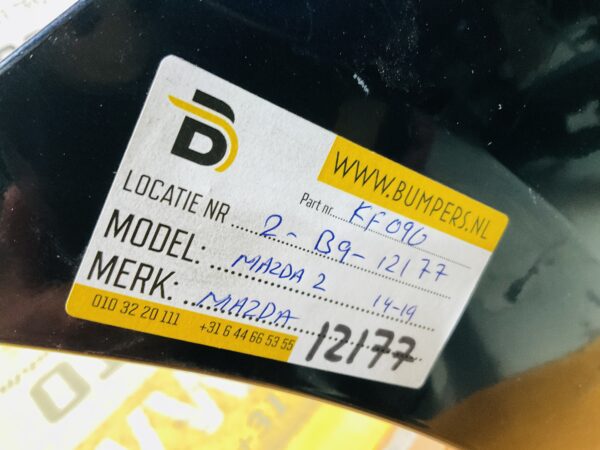 B
WWW.BUMPERS.NL
Part nr. KF090
LOCATIE NR 2-B9-12177
MODEL: MAZDA 2 14-19
MERK: MAZDA
010 32 20 111 +31 6 44 66 53 55
12177